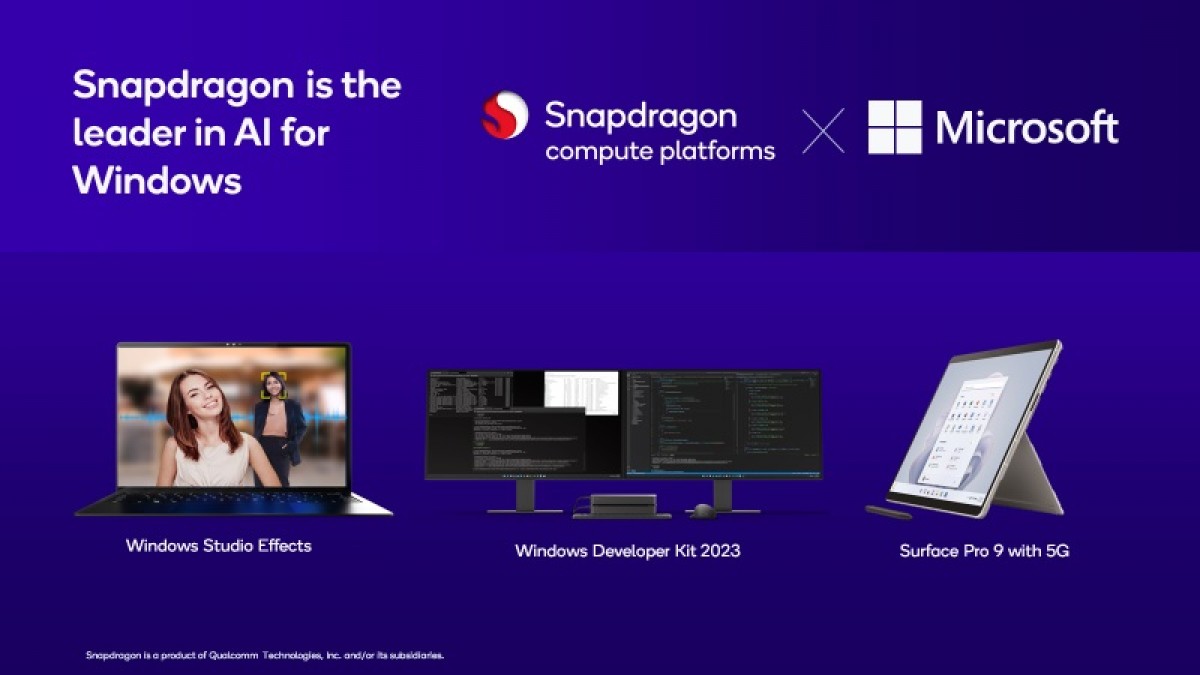 Snapdragon is the
leader in AI for
Windows
Snapdragon
compute platforms
Microsoft
Windows Studio Effects
Windows Developer Kit 2023
Surface Pro 9 with 5G
Snapdragon is a product of Qualcomm Technologies, Inc. and/or its subsidiaries.